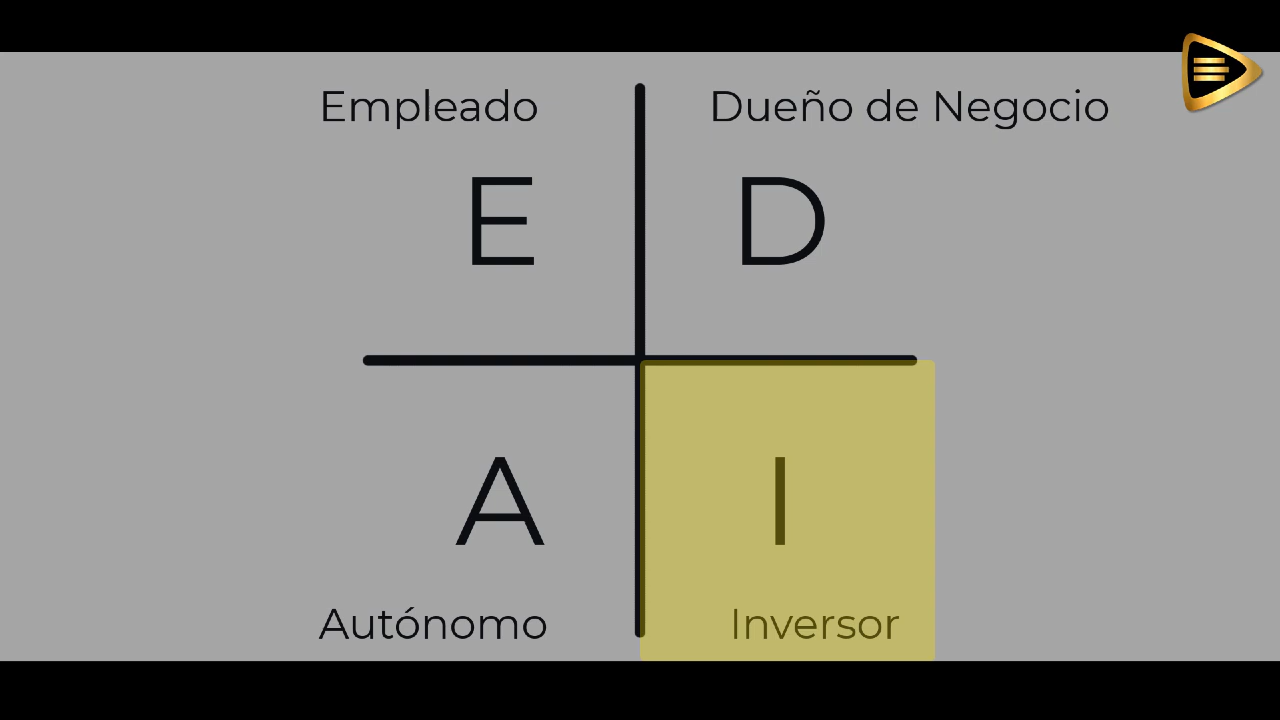 Empleado
Dueño de Negocio
E
D
A
I
Autónomo
Inversor